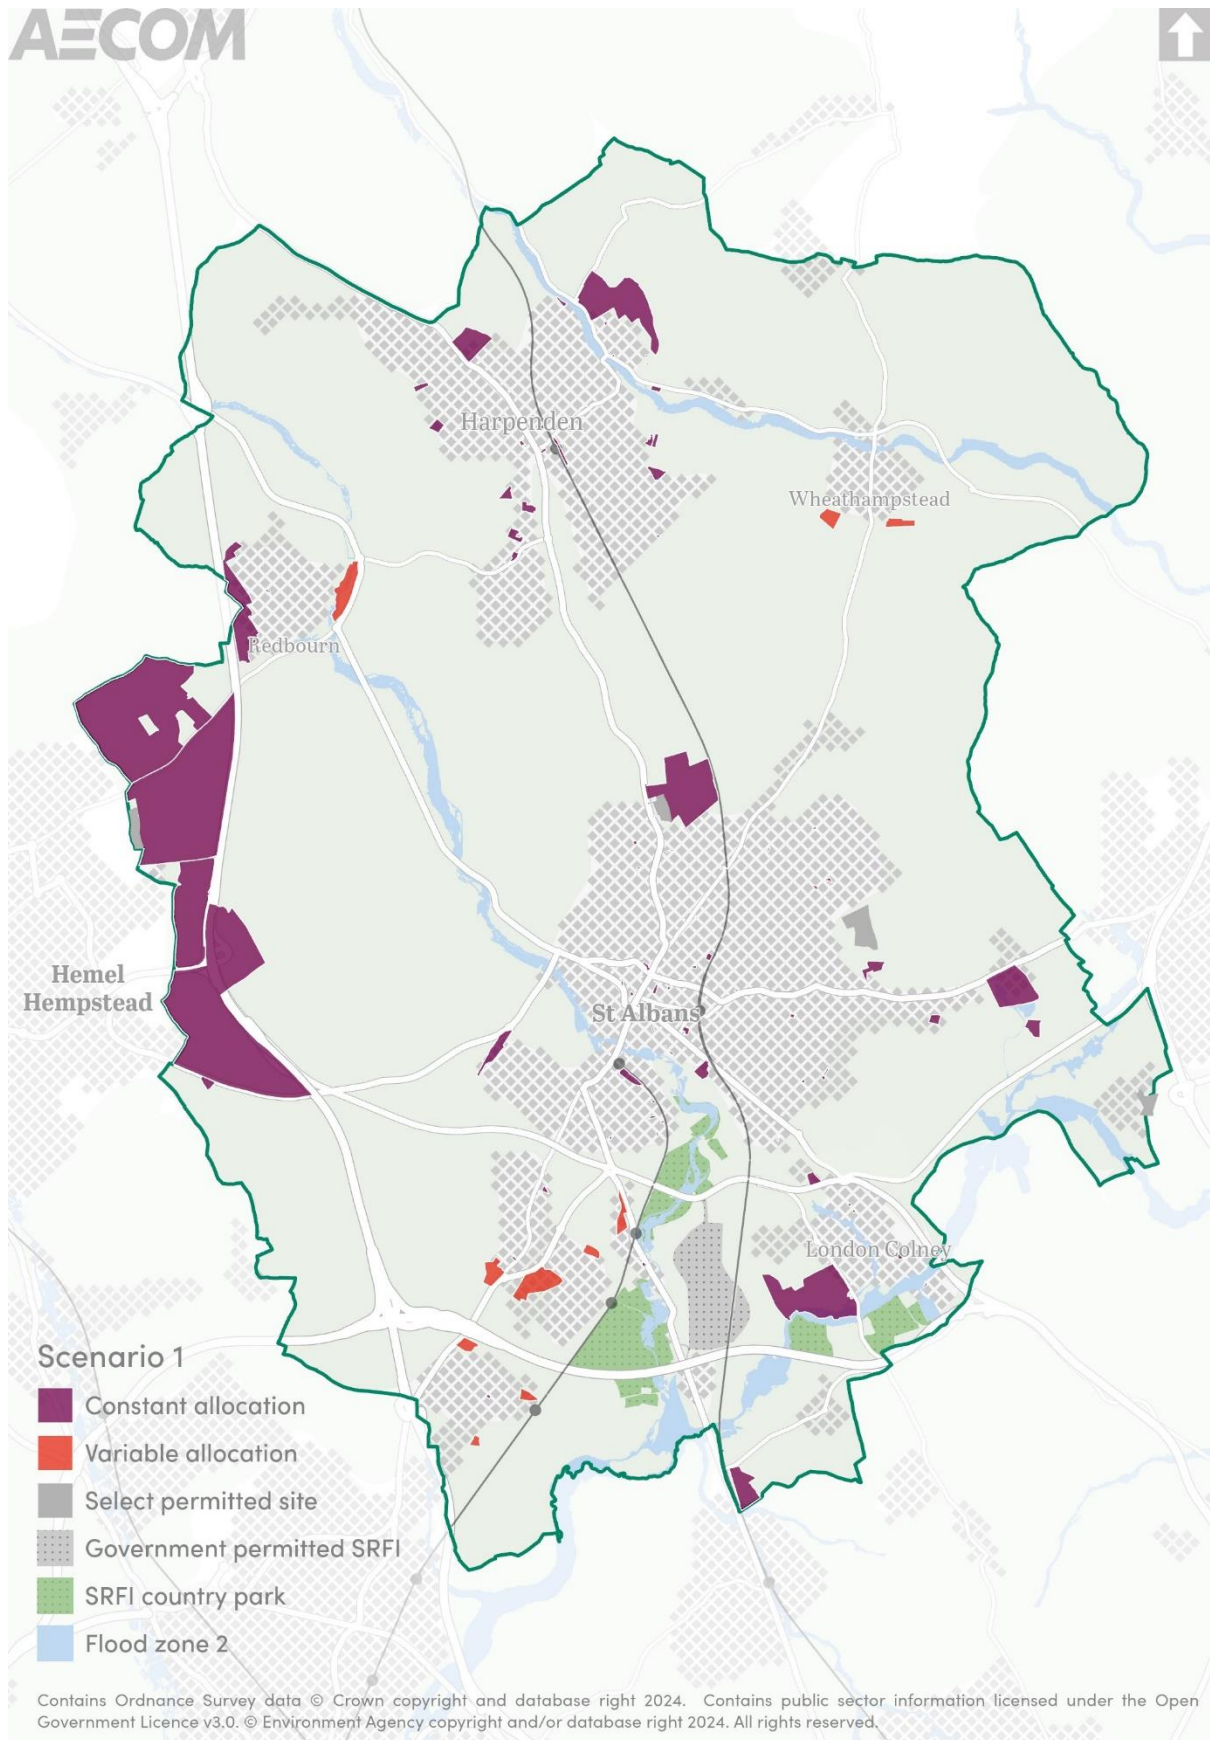 AECOM
Harpenden
Wheathampstead
Redbourn
Hemel
Hempstead
St Albans
London Colney
Scenario 1
Constant allocation
Variable allocation
Select permitted site
Government permitted SRFI
SRFI country park
Flood zone 2
Contains Ordnance Survey data © Crown copyright and database right 2024. Contains public sector information licensed under the Open
Government Licence v3.0. © Environment Agency copyright and/or database right 2024. All rights reserved.